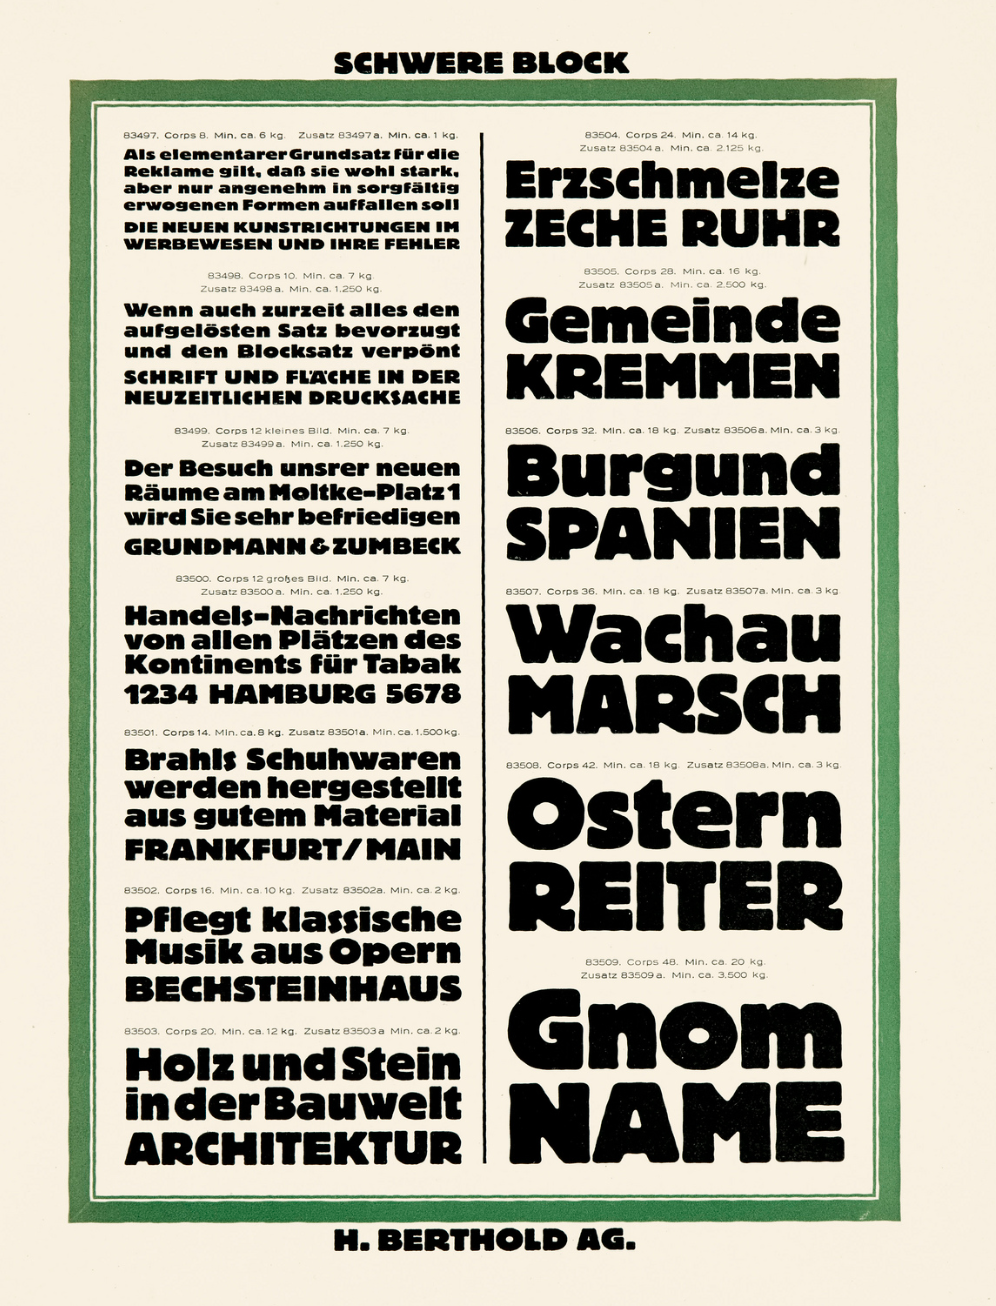 SCHWERE BLOCK
83497. Corps 8. Min. ca. 6 kg. Zusatz 83497a. Min. ca. 1 kg.
Als elementarer Grundsatz für die
Reklame gilt, daß sie wohl stark,
aber nur angenehm in sorgfältig
erwogenen Formen auffallen soll
DIE NEUEN KUNSTRICHTUNGEN IM
WERBEWESEN UND IHRE FEHLER
83498. Corps 10. Min. ca. 7 kg.
Zusatz 83498a. Min. ca. 1.250 kg.
Wenn auch zurzeit alles den
aufgelösten Satz bevorzugt
und den Blocksatz verpönt
SCHRIFT UND FLÄCHE IN DER
NEUZEITLICHEN DRUCKSACHE
83499. Corps 12 kleines Bild. Min. ca. 7 kg.
Zusatz 83499a. Min. ca. 1.250 kg.
Der Besuch unsrer neuen
Räume am Moltke-Platz 1
wird Sie sehr befriedigen
GRUNDMANN & ZUMBECK
83500. Corps 12 großes Bild. Min. ca. 7 kg.
Zusatz 83500a. Min. ca. 1.250 kg.
Handels-Nachrichten
von allen Plätzen des
Kontinents für Tabak
1234 HAMBURG 5678
83501. Corps 14. Min. ca. 8 kg. Zusatz 83501a. Min. ca. 1.500 kg.
Brahls Schuhwaren
werden hergestellt
aus gutem Material
FRANKFURT/MAIN
83502. Corps 16. Min. ca. 10 kg. Zusatz 83502a. Min. ca. 2 kg.
Pflegt klassische
Musik aus Opern
BECHSTEINHAUS
83503. Corps 20. Min. ca. 12 kg. Zusatz 83503a Min. ca. 2 kg.
Holz und Stein
in der Bauwelt
ARCHITEKTUR
83504. Corps 24. Min. ca. 14 kg.
Zusatz 83504a. Min. ca. 2.125 kg.
Erzschmelze
ZECHE RUHR
83505. Corps 28. Min. ca. 16 kg.
Zusatz 83505a. Min. ca. 2.500 kg.
Gemeinde
KREMMEN
83506. Corps 32. Min. ca. 18 kg. Zusatz 83506a. Min. ca. 3 kg.
Burgund
SPANIEN
83507. Corps 36. Min. ca. 18 kg. Zusatz 83507a. Min. ca. 3 kg.
Wachau
MARSCH
83508. Corps 42. Min. ca. 18 kg. Zusatz 83508a. Min. ca. 3 kg.
Ostern
REITER
83509. Corps 48. Min. ca. 20 kg.
Zusatz 83509a. Min. ca. 3.500 kg.
Gnom
NAME
H. BERTHOLD AG.